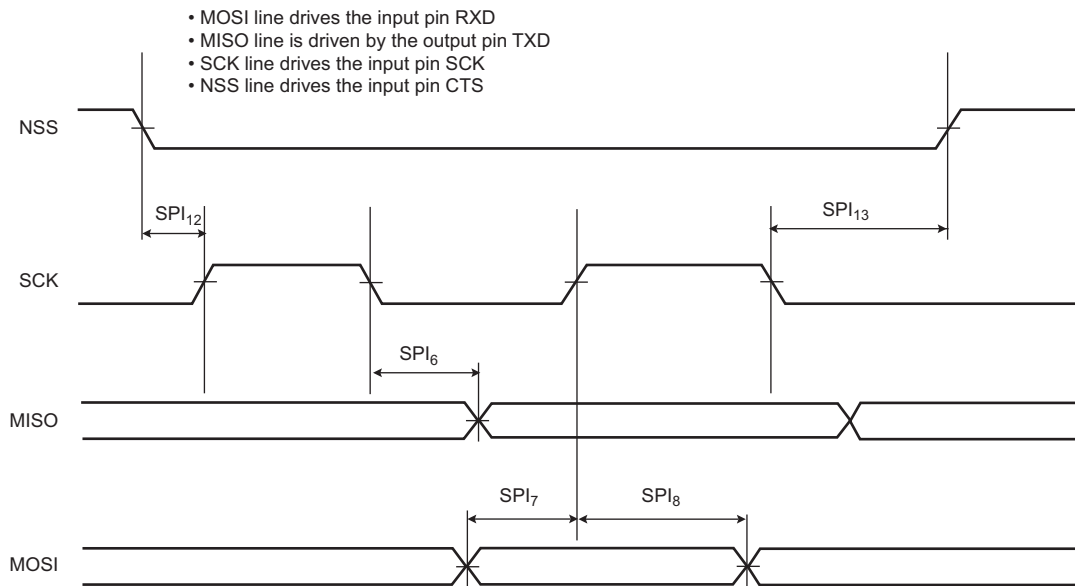 • MOSI line drives the input pin RXD
• MISO line is driven by the output pin TXD
• SCK line drives the input pin SCK
• NSS line drives the input pin CTS
NSS
SPI12
SPI13
SCK
SPI6
MISO
SPI7
SPI8
MOSI